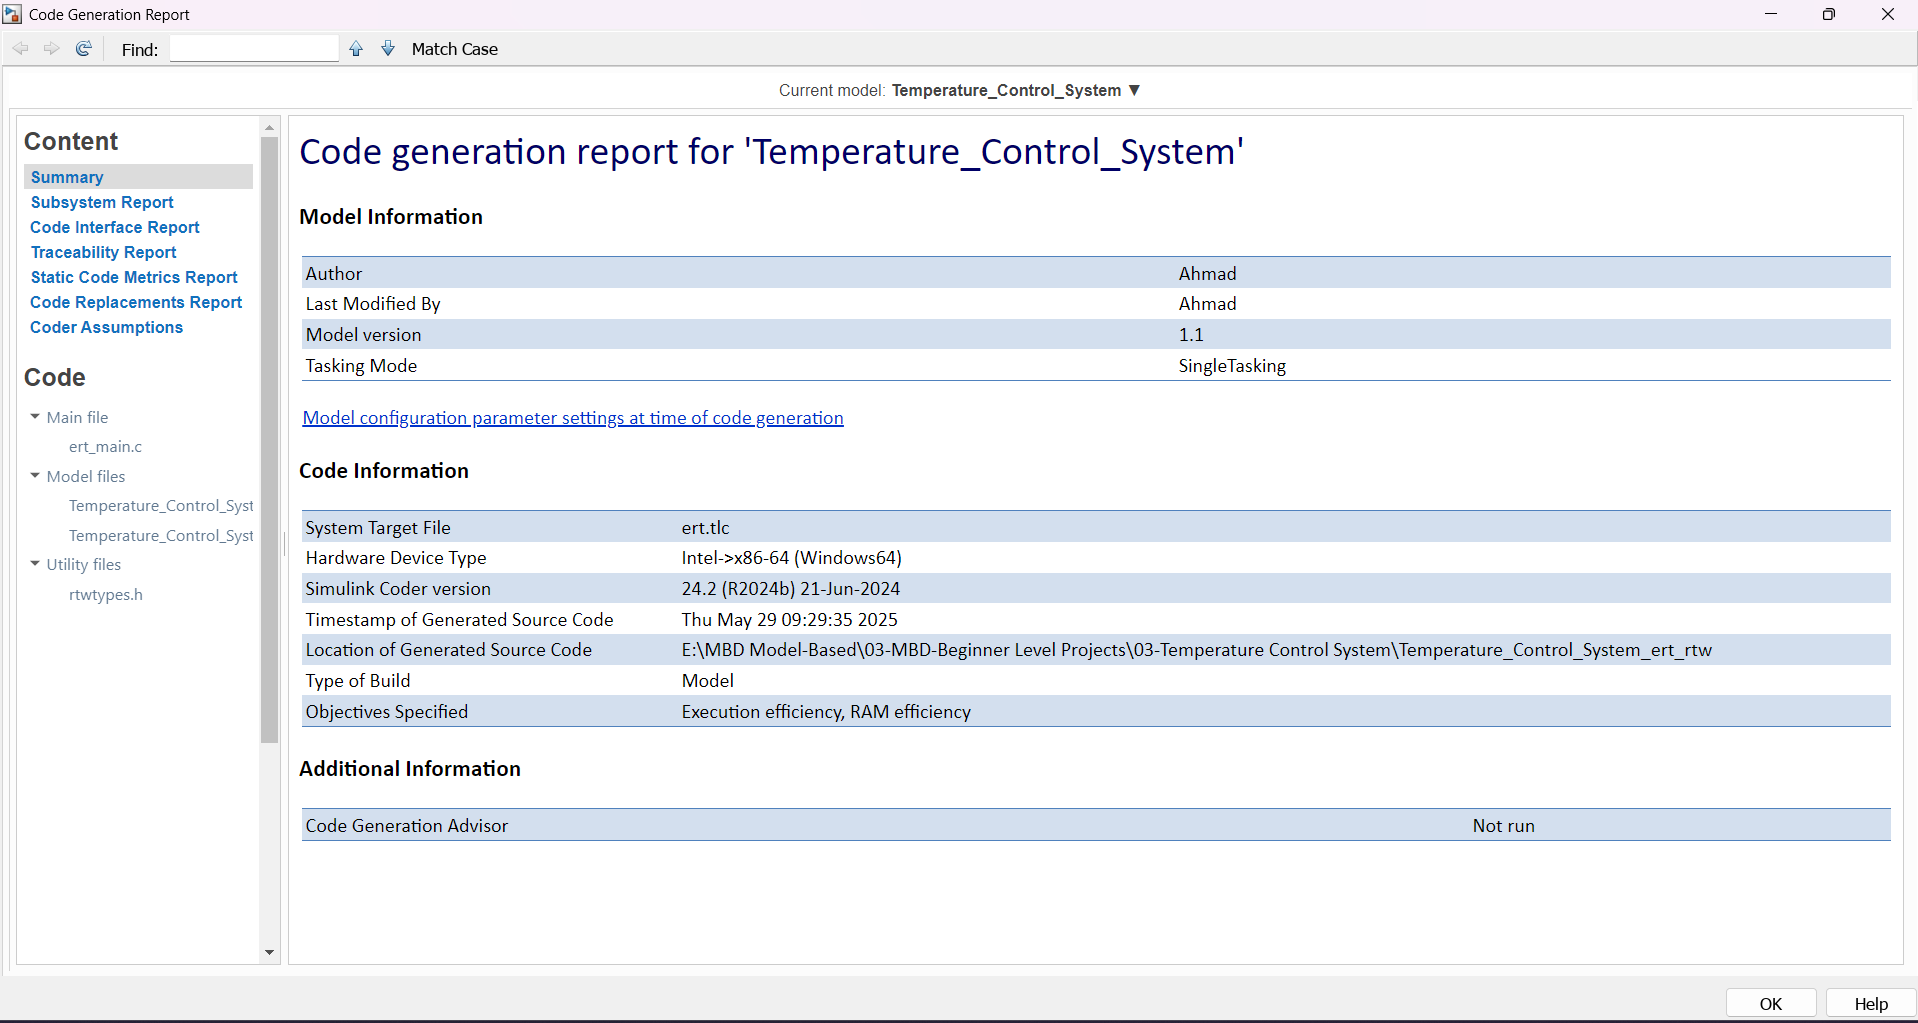 Code Generation Report
Find:
Match Case
Current model: Temperature_Control_System ▼
Content
Summary
Subsystem Report
Code Interface Report
Traceability Report
Static Code Metrics Report
Code Replacements Report
Coder Assumptions
Code
Main file
ert_main.c
Model files
Temperature_Control_Syst
Temperature_Control_Syst
Utility files
rtwtypes.h
Code generation report for 'Temperature_Control_System'
Model Information
Author Ahmad
Last Modified By Ahmad
Model version 1.1
Tasking Mode SingleTasking
Model configuration parameter settings at time of code generation
Code Information
System Target File ert.tlc
Hardware Device Type Intel->x86-64 (Windows64)
Simulink Coder version 24.2 (R2024b) 21-Jun-2024
Timestamp of Generated Source Code Thu May 29 09:29:35 2025
Location of Generated Source Code E:\MBD Model-Based\03-MBD-Beginner Level Projects\03-Temperature Control System\Temperature_Control_System_ert_rtw
Type of Build Model
Objectives Specified Execution efficiency, RAM efficiency
Additional Information
Code Generation Advisor Not run
OK
Help